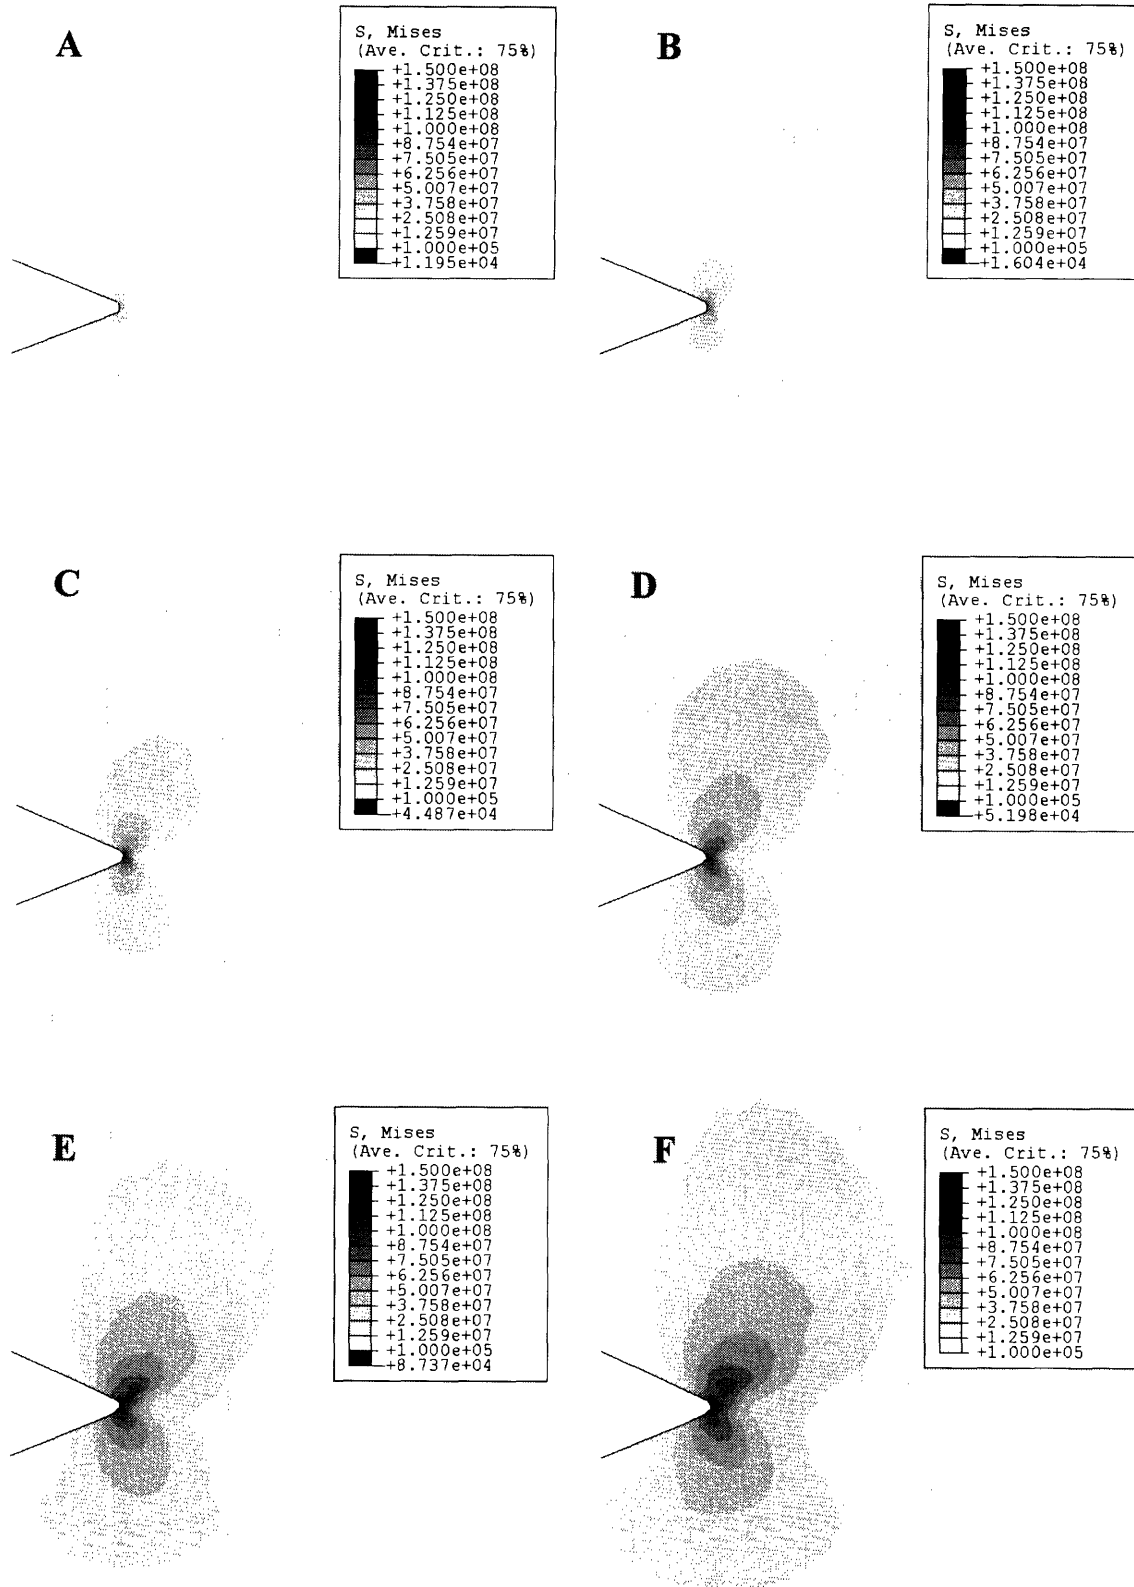 A
S, Mises
(Ave. Crit.: 75%)
+1.500e+08
+1.375e+08
+1.250e+08
+1.125e+08
+1.000e+08
+8.754e+07
+7.505e+07
+6.256e+07
+5.007e+07
+3.758e+07
+2.508e+07
+1.259e+07
+1.000e+05
+1.195e+04
B
S, Mises
(Ave. Crit.: 75%)
+1.500e+08
+1.375e+08
+1.250e+08
+1.125e+08
+1.000e+08
+8.754e+07
+7.505e+07
+6.256e+07
+5.007e+07
+3.758e+07
+2.508e+07
+1.259e+07
+1.000e+05
+1.604e+04
C
S, Mises
(Ave. Crit.: 75%)
+1.500e+08
+1.375e+08
+1.250e+08
+1.125e+08
+1.000e+08
+8.754e+07
+7.505e+07
+6.256e+07
+5.007e+07
+3.758e+07
+2.508e+07
+1.259e+07
+1.000e+05
+4.487e+04
D
S, Mises
(Ave. Crit.: 75%)
+1.500e+08
+1.375e+08
+1.250e+08
+1.125e+08
+1.000e+08
+8.754e+07
+7.505e+07
+6.256e+07
+5.007e+07
+3.758e+07
+2.508e+07
+1.259e+07
+1.000e+05
+5.198e+04
E
S, Mises
(Ave. Crit.: 75%)
+1.500e+08
+1.375e+08
+1.250e+08
+1.125e+08
+1.000e+08
+8.754e+07
+7.505e+07
+6.256e+07
+5.007e+07
+3.758e+07
+2.508e+07
+1.259e+07
+1.000e+05
+8.737e+04
F
S, Mises
(Ave. Crit.: 75%)
+1.500e+08
+1.375e+08
+1.250e+08
+1.125e+08
+1.000e+08
+8.754e+07
+7.505e+07
+6.256e+07
+5.007e+07
+3.758e+07
+2.508e+07
+1.259e+07
+1.000e+05